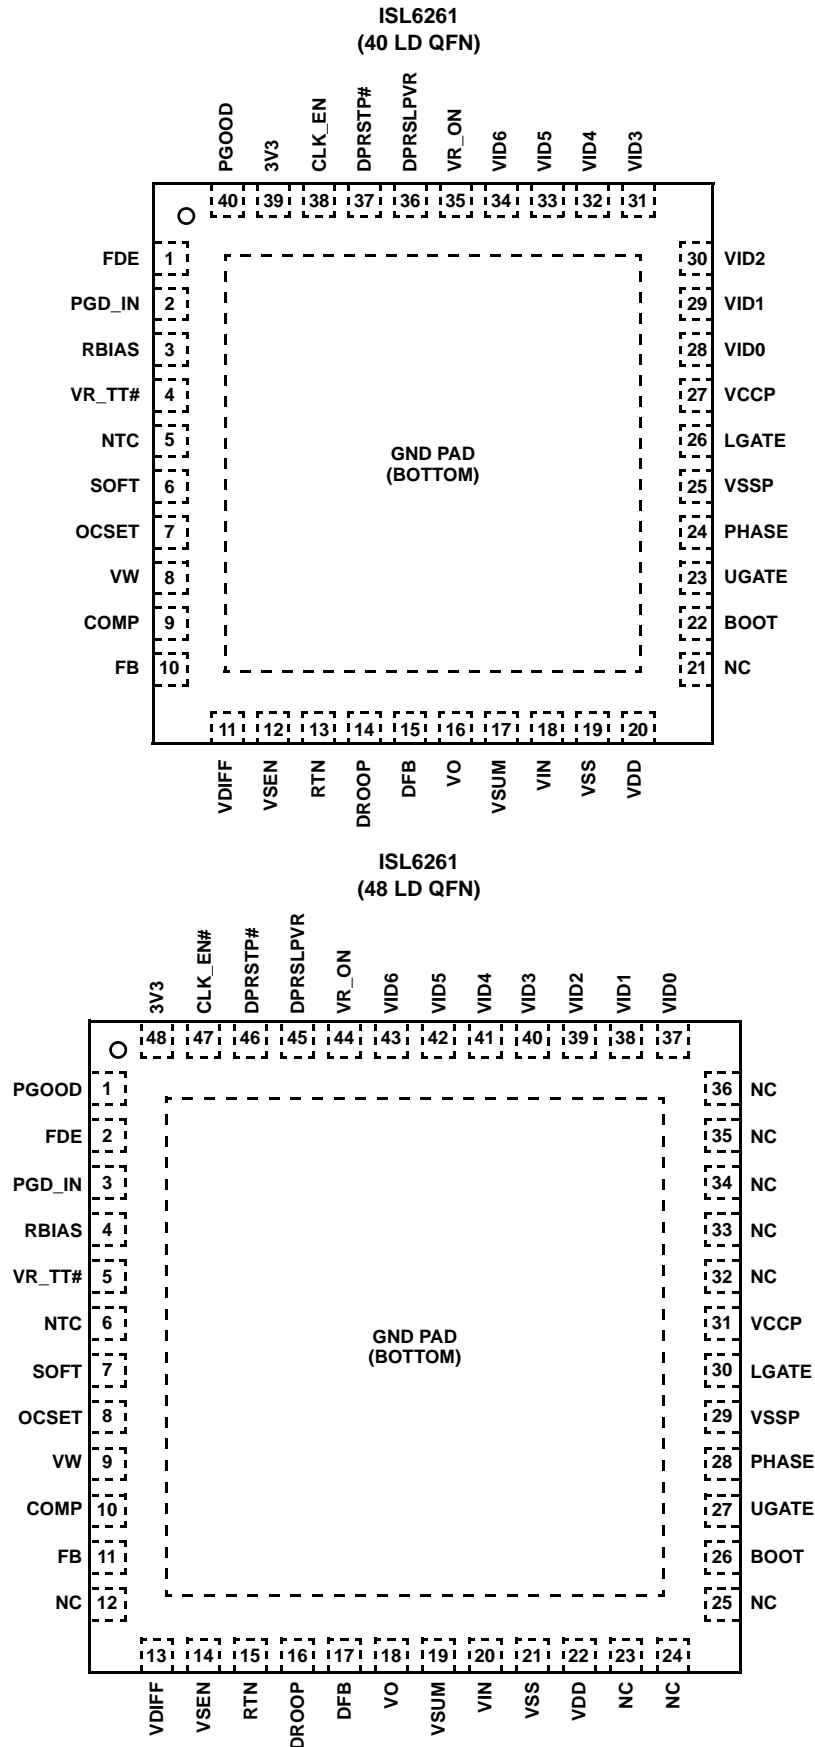 ISL6261
(40 LD QFN)
PGOOD
3V3
CLK_EN
DPRSTP#
DPRSLPVR
VR_ON
VID6
VID5
VID4
VID3
40 39 38 37 36 35 34 33 32 31
FDE 1
PGD_IN 2
RBIAS 3
VR_TT# 4
NTC 5
SOFT 6
OCSET 7
VW 8
COMP 9
FB 10
GND PAD
(BOTTOM)
30 VID2
29 VID1
28 VID0
27 VCCP
26 LGATE
25 VSSP
24 PHASE
23 UGATE
22 BOOT
21 NC
11 12 13 14 15 16 17 18 19 20
VDIFF
VSEN
RTN
DROOP
DFB
VO
VSUM
VIN
VSS
VDD
ISL6261
(48 LD QFN)
3V3
CLK_EN#
DPRSTP#
DPRSLPVR
VR_ON
VID6
VID5
VID4
VID3
VID2
VID1
VID0
48 47 46 45 44 43 42 41 40 39 38 37
PGOOD 1
FDE 2
PGD_IN 3
RBIAS 4
VR_TT# 5
NTC 6
SOFT 7
OCSET 8
VW 9
COMP 10
FB 11
NC 12
GND PAD
(BOTTOM)
36 NC
35 NC
34 NC
33 NC
32 NC
31 VCCP
30 LGATE
29 VSSP
28 PHASE
27 UGATE
26 BOOT
25 NC
13 14 15 16 17 18 19 20 21 22 23 24
VDIFF
VSEN
RTN
DROOP
DFB
VO
VSUM
VIN
VSS
VDD
NC
NC